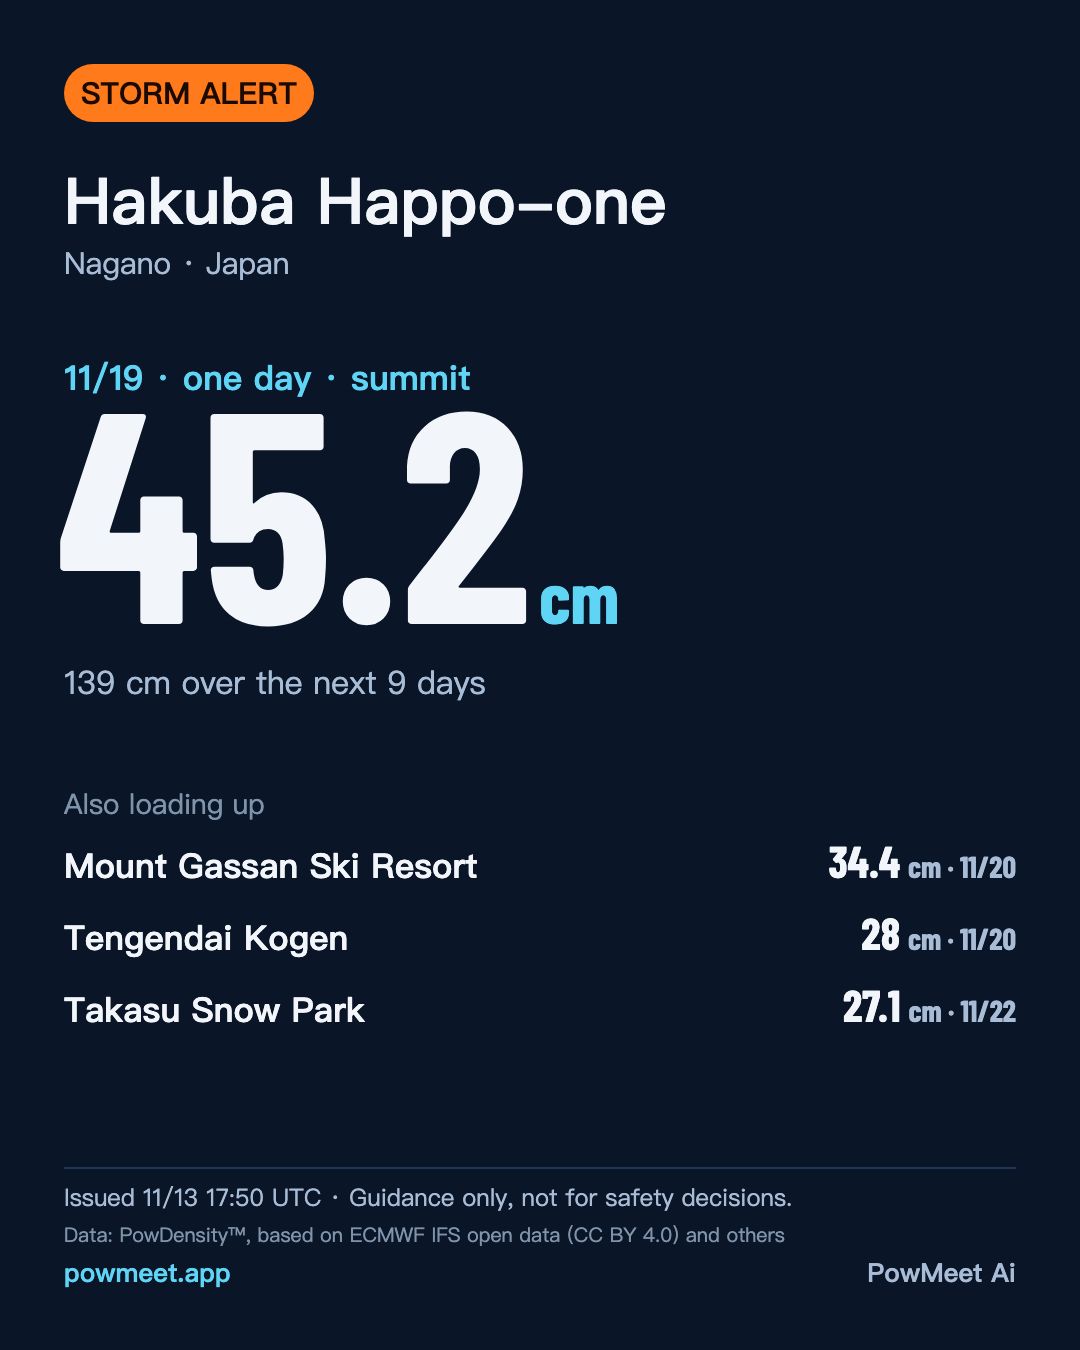 STORM ALERT
Hakuba Happo-one
Nagano · Japan
11/19 · one day · summit
45.2 cm
139 cm over the next 9 days
Also loading up
Mount Gassan Ski Resort 34.4 cm · 11/20
Tengendai Kogen 28 cm · 11/20
Takasu Snow Park 27.1 cm · 11/22
Issued 11/13 17:50 UTC · Guidance only, not for safety decisions.
Data: PowDensity™, based on ECMWF IFS open data (CC BY 4.0) and others
powmeet.app PowMeet Ai